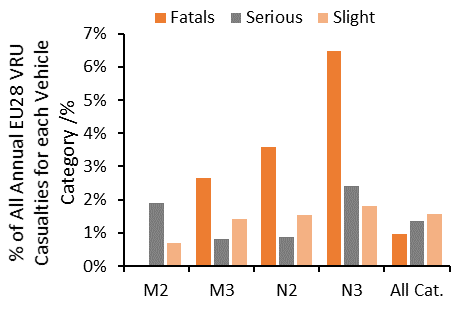 Fatals Serious Slight
% of All Annual EU28 VRU
Casualties for each Vehicle
Category /%
7%
6%
5%
4%
3%
2%
1%
0%
M2 M3 N2 N3 All Cat.